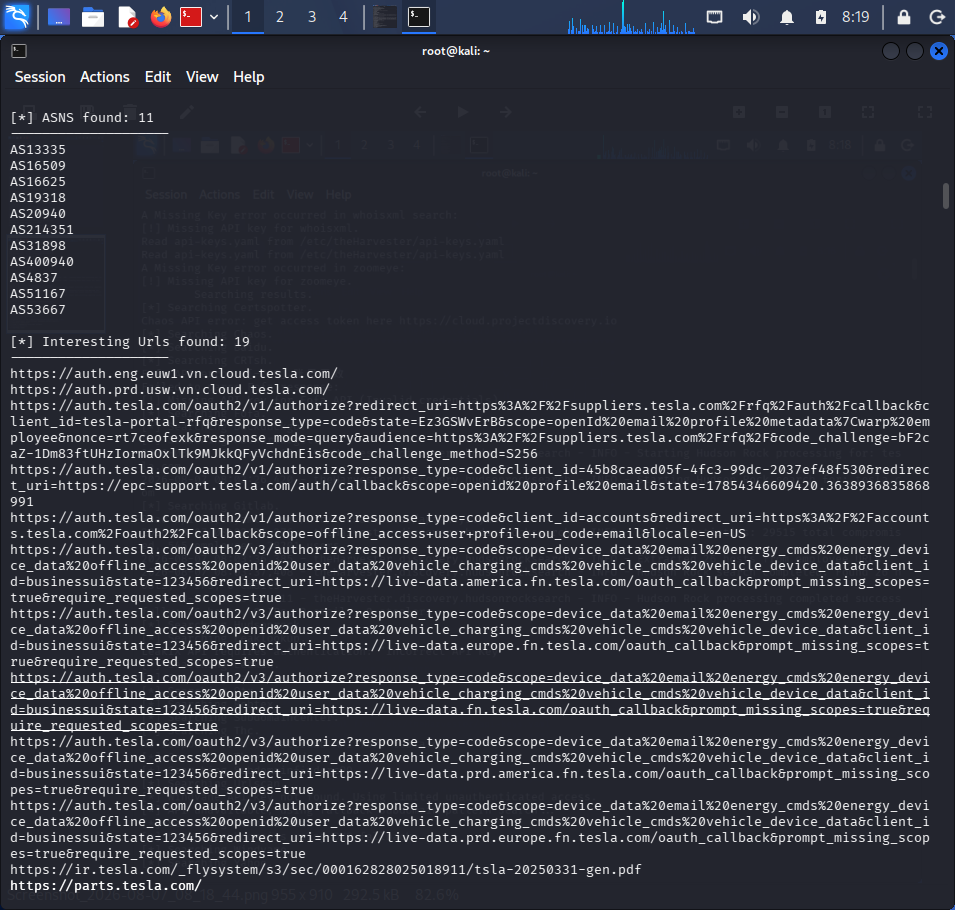 1 2 3 4 8:19
root@kali: ~
Session Actions Edit View Help
[*] ASNS found: 11
AS13335
AS16509
AS16625
AS19318
AS20940
AS214351
AS31898
AS400940
AS4837
AS51167
AS53667
[*] Interesting Urls found: 19
https://auth.eng.euw1.vn.cloud.tesla.com/
https://auth.prd.usw.vn.cloud.tesla.com/
https://auth.tesla.com/oauth2/v1/authorize?redirect_uri=https%3A%2F%2Fsuppliers.tesla.com%2Frfq%2Fauth%2Fcallback&c
lient_id=tesla-portal-rfq&response_type=code&state=Ez3GSWvErB&scope=openId%20email%20profile%20metadata%7Cwarp%20em
ployee&nonce=rt7ceofexk&response_mode=query&audience=https%3A%2F%2Fsuppliers.tesla.com%2Frfq%2F&code_challenge=bF2c
aZ-1Dm83ftUHzIormaOxlTk9MJkkQFyVchdnEis&code_challenge_method=S256
https://auth.tesla.com/oauth2/v1/authorize?response_type=code&client_id=45b8caead05f-4fc3-99dc-2037ef48f530&redirec
t_uri=https://epc-support.tesla.com/auth/callback&scope=openid%20profile%20email&state=17854346609420.3638936835868
991
https://auth.tesla.com/oauth2/v1/authorize?response_type=code&client_id=accounts&redirect_uri=https%3A%2F%2Faccount
s.tesla.com%2Foauth2%2Fcallback&scope=offline_access+user+profile+ou_code+email&locale=en-US
https://auth.tesla.com/oauth2/v3/authorize?response_type=code&scope=device_data%20email%20energy_cmds%20energy_devi
ce_data%20offline_access%20openid%20user_data%20vehicle_charging_cmds%20vehicle_cmds%20vehicle_device_data&client_i
d=businessui&state=123456&redirect_uri=https://live-data.america.fn.tesla.com/oauth_callback&prompt_missing_scopes=
true&require_requested_scopes=true
https://auth.tesla.com/oauth2/v3/authorize?response_type=code&scope=device_data%20email%20energy_cmds%20energy_devi
ce_data%20offline_access%20openid%20user_data%20vehicle_charging_cmds%20vehicle_cmds%20vehicle_device_data&client_i
d=businessui&state=123456&redirect_uri=https://live-data.europe.fn.tesla.com/oauth_callback&prompt_missing_scopes=t
rue&require_requested_scopes=true
https://auth.tesla.com/oauth2/v3/authorize?response_type=code&scope=device_data%20email%20energy_cmds%20energy_devi
ce_data%20offline_access%20openid%20user_data%20vehicle_charging_cmds%20vehicle_cmds%20vehicle_device_data&client_i
d=businessui&state=123456&redirect_uri=https://live-data.fn.tesla.com/oauth_callback&prompt_missing_scopes=true&req
uire_requested_scopes=true
https://auth.tesla.com/oauth2/v3/authorize?response_type=code&scope=device_data%20email%20energy_cmds%20energy_devi
ce_data%20offline_access%20openid%20user_data%20vehicle_charging_cmds%20vehicle_cmds%20vehicle_device_data&client_i
d=businessui&state=123456&redirect_uri=https://live-data.prd.america.fn.tesla.com/oauth_callback&prompt_missing_sco
pes=true&require_requested_scopes=true
https://auth.tesla.com/oauth2/v3/authorize?response_type=code&scope=device_data%20email%20energy_cmds%20energy_devi
ce_data%20offline_access%20openid%20user_data%20vehicle_charging_cmds%20vehicle_cmds%20vehicle_device_data&client_i
d=businessui&state=123456&redirect_uri=https://live-data.prd.europe.fn.tesla.com/oauth_callback&prompt_missing_scop
es=true&require_requested_scopes=true
https://ir.tesla.com/_flysystem/s3/sec/000162828025018911/tsla-20250331-gen.pdf
https://parts.tesla.com/